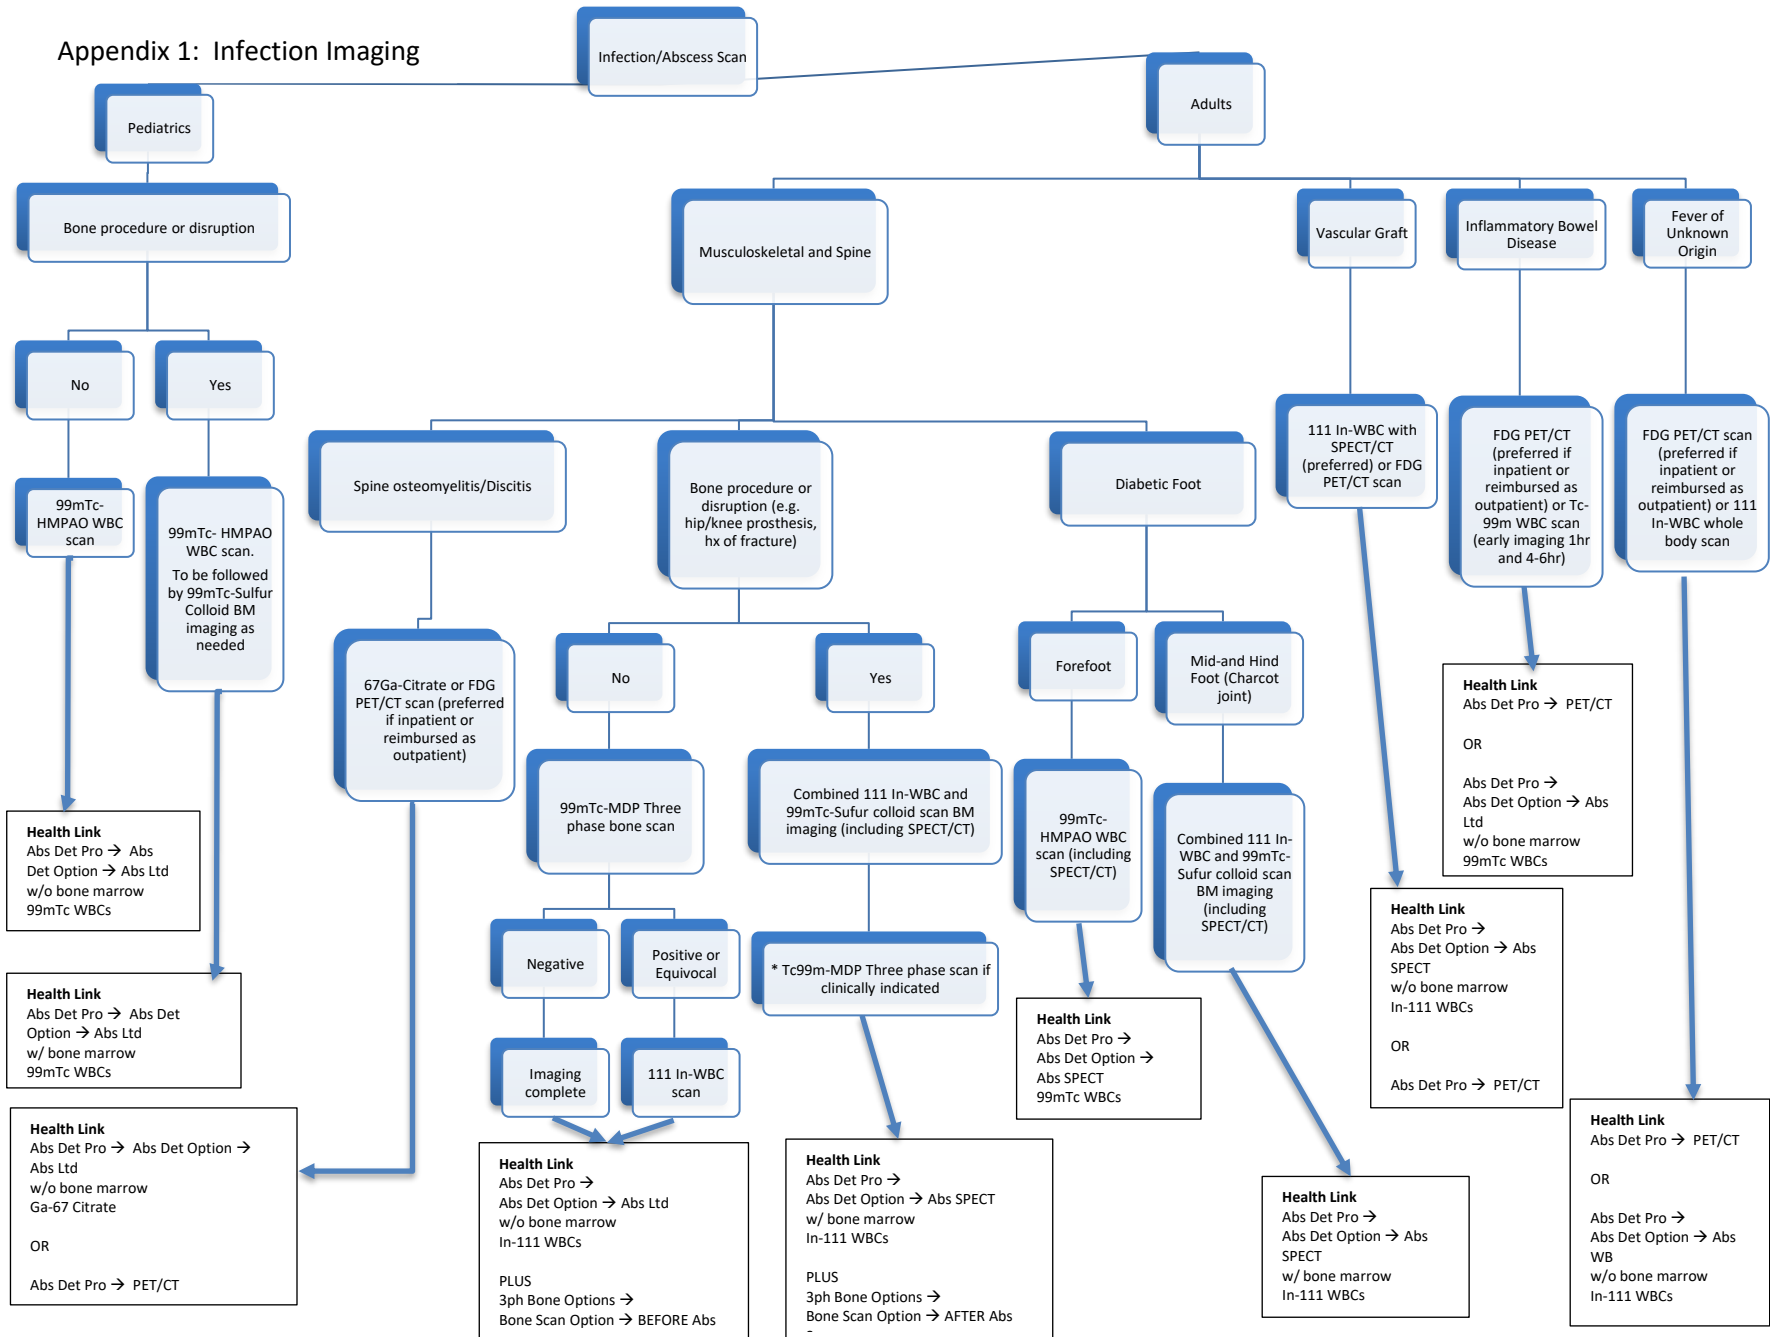 Appendix 1:  Infection Imaging
Infection/Abscess Scan
Pediatrics
Adults
Bone procedure or disruption
Musculoskeletal and Spine
Vascular Graft
Inflammatory Bowel
Disease
Fever of
Unknown
Origin
No
Yes
99mTc-
HMPAO WBC
scan
99mTc- HMPAO
WBC scan.
To be followed
by 99mTc-Sulfur
Colloid BM
imaging as
needed
Spine osteomyelitis/Discitis
Bone procedure or
disruption (e.g.
hip/knee prosthesis,
hx of fracture)
Diabetic Foot
111 In-WBC with
SPECT/CT
(preferred) or FDG
PET/CT scan
FDG PET/CT
(preferred if
inpatient or
reimbursed as
outpatient) or Tc-
99m WBC scan
(early imaging 1hr
and 4-6hr)
FDG PET/CT scan
(preferred if
inpatient or
reimbursed as
outpatient) or 111
In-WBC whole
body scan
67Ga-Citrate or FDG
PET/CT scan (preferred
if inpatient or
reimbursed as
outpatient)
No
Yes
Forefoot
Mid-and Hind
Foot (Charcot
joint)
99mTc-MDP Three
phase bone scan
Combined 111 In-WBC and
99mTc-Sufur colloid scan BM
imaging (including SPECT/CT)
99mTc-
HMPAO WBC
scan (including
SPECT/CT)
Combined 111 In-
WBC and 99mTc-
Sufur colloid scan
BM imaging
(including
SPECT/CT)
Negative
Positive or
Equivocal
* Tc99m-MDP Three phase scan if
clinically indicated
Imaging
complete
111 In-WBC
scan
Health Link
Abs Det Pro → Abs
Det Option → Abs Ltd
w/o bone marrow
99mTc WBCs
Health Link
Abs Det Pro → Abs Det
Option → Abs Ltd
w/ bone marrow
99mTc WBCs
Health Link
Abs Det Pro → Abs Det Option →
Abs Ltd
w/o bone marrow
Ga-67 Citrate
OR
Abs Det Pro → PET/CT
Health Link
Abs Det Pro →
Abs Det Option → Abs Ltd
w/o bone marrow
In-111 WBCs
PLUS
3ph Bone Options →
Bone Scan Option → BEFORE Abs
Health Link
Abs Det Pro →
Abs Det Option → Abs SPECT
w/ bone marrow
In-111 WBCs
PLUS
3ph Bone Options →
Bone Scan Option → AFTER Abs
Health Link
Abs Det Pro →
Abs Det Option →
Abs SPECT
99mTc WBCs
Health Link
Abs Det Pro →
Abs Det Option → Abs
SPECT
w/ bone marrow
In-111 WBCs
Health Link
Abs Det Pro →
Abs Det Option → Abs
SPECT
w/o bone marrow
In-111 WBCs
OR
Abs Det Pro → PET/CT
Health Link
Abs Det Pro → PET/CT
OR
Abs Det Pro →
Abs Det Option → Abs
Ltd
w/o bone marrow
99mTc WBCs
Health Link
Abs Det Pro → PET/CT
OR
Abs Det Pro →
Abs Det Option → Abs
WB
w/o bone marrow
In-111 WBCs